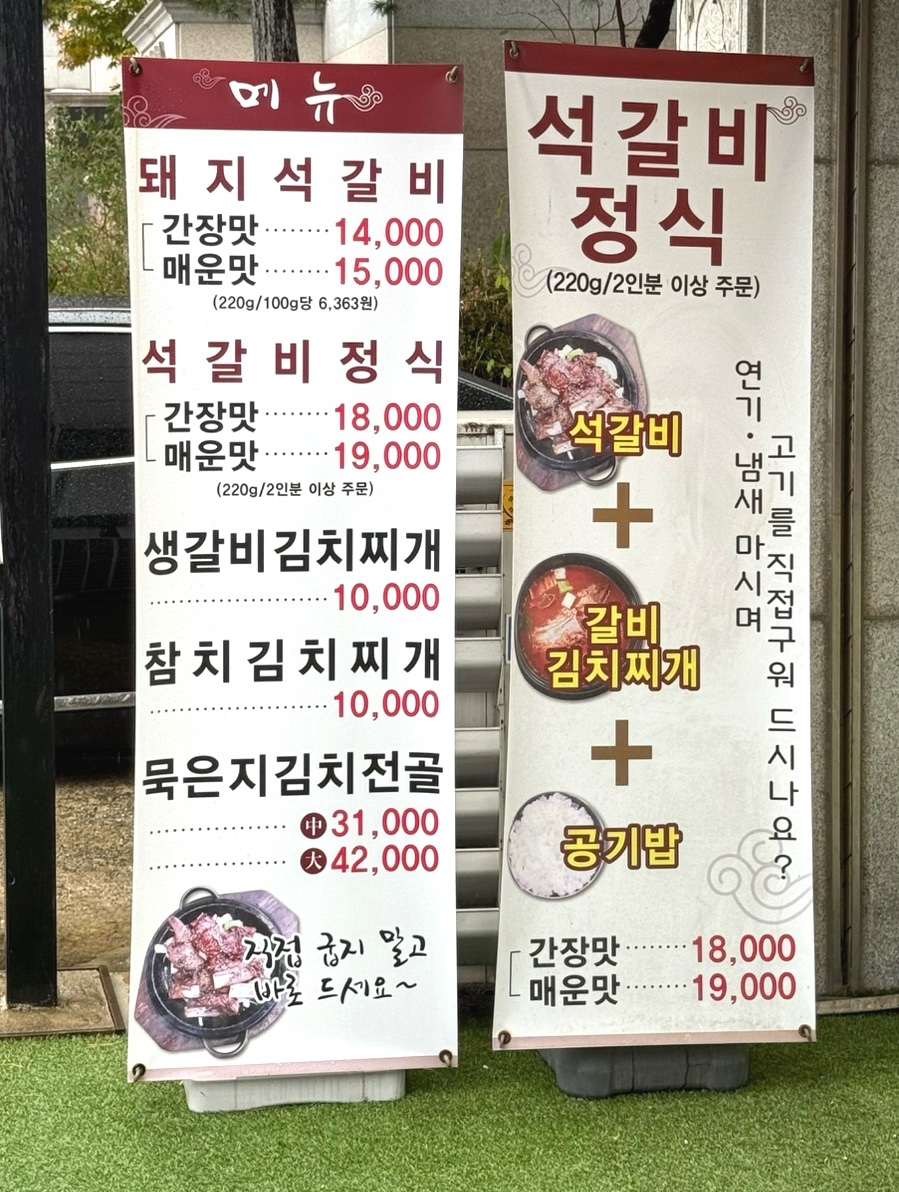 메뉴
돼지석갈비
간장맛 ········ 14,000
매운맛 ········ 15,000
(220g/100g당 6,363원)
석갈비정식
간장맛 ········ 18,000
매운맛 ········ 19,000
(220g/2인분 이상 주문)
생갈비김치찌개
······················ 10,000
참치김치찌개
······················ 10,000
묵은지김치전골
················· 中 31,000
················· 大 42,000
직접 굽지 말고
바로 드세요~
석갈비
정식
(220g/2인분 이상 주문)
고기를 직접구워 드시나요?
연기·냄새 마시며
석갈비
+
갈비
김치찌개
+
공기밥
간장맛 ········ 18,000
매운맛 ········ 19,000